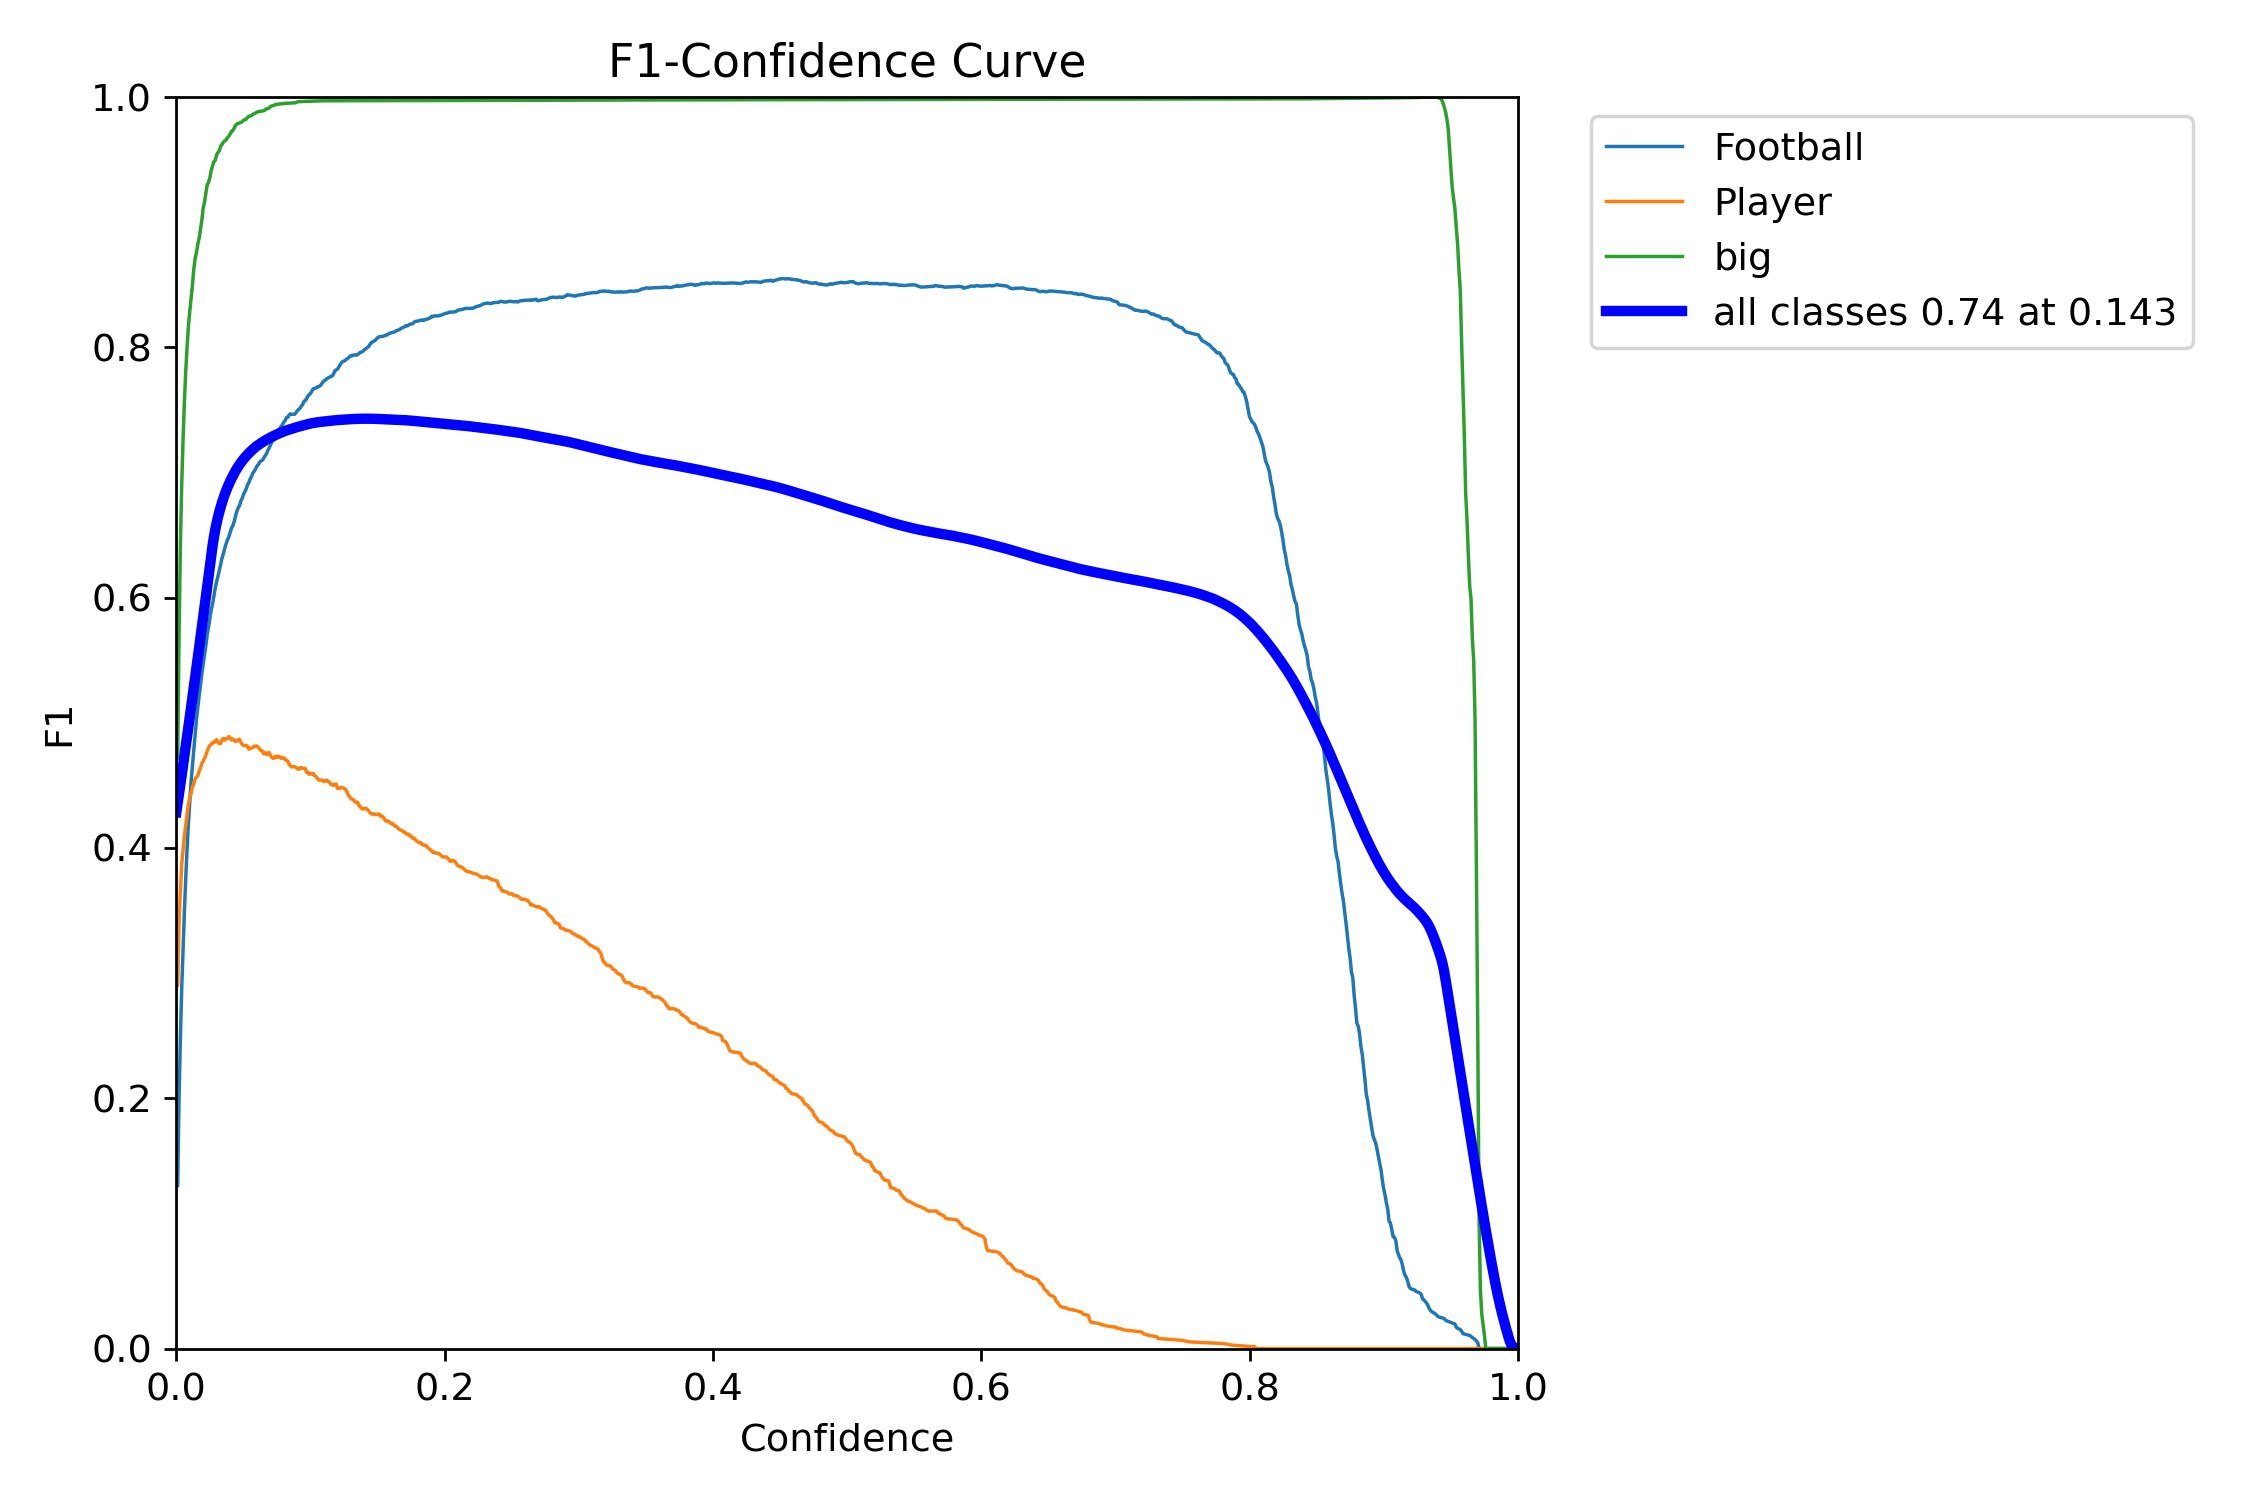 F1-Confidence Curve
1.0
0.8
0.6
0.4
0.2
0.0
F1
0.0 0.2 0.4 0.6 0.8 1.0
Confidence
Football
Player
big
all classes 0.74 at 0.143